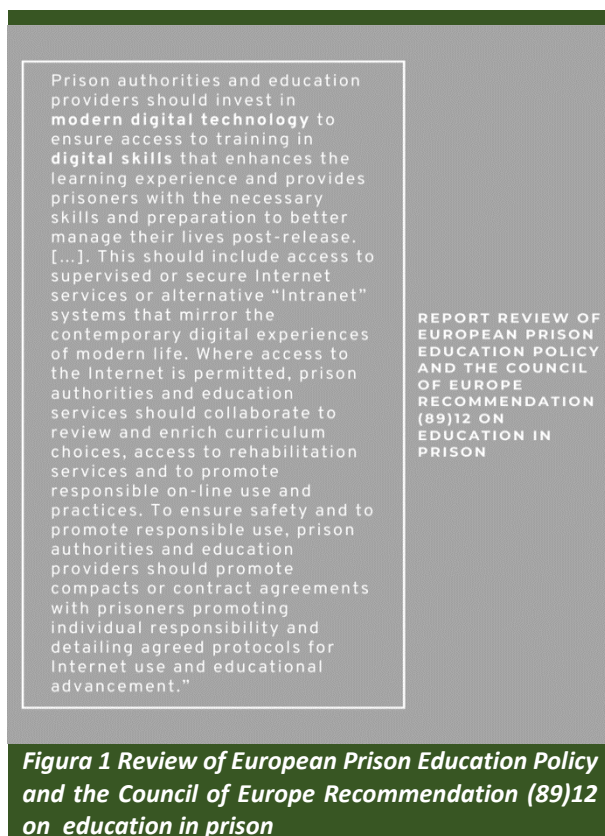 Prison authorities and education
providers should invest in
modern digital technology to
ensure access to training in
digital skills that enhances the
learning experience and provides
prisoners with the necessary
skills and preparation to better
manage their lives post-release.
[...]. This should include access to
supervised or secure Internet
services or alternative “Intranet”
systems that mirror the
contemporary digital experiences
of modern life. Where access to
the Internet is permitted, prison
authorities and education
services should collaborate to
review and enrich curriculum
choices, access to rehabilitation
services and to promote
responsible on-line use and
practices. To ensure safety and to
promote responsible use, prison
authorities and education
providers should promote
compacts or contract agreements
with prisoners promoting
individual responsibility and
detailing agreed protocols for
Internet use and educational
advancement.”
REPORT REVIEW OF
EUROPEAN PRISON
EDUCATION POLICY
AND THE COUNCIL
OF EUROPE
RECOMMENDATION
(89)12 ON
EDUCATION IN
PRISON
Figura 1 Review of European Prison Education Policy
and the Council of Europe Recommendation (89)12
on education in prison